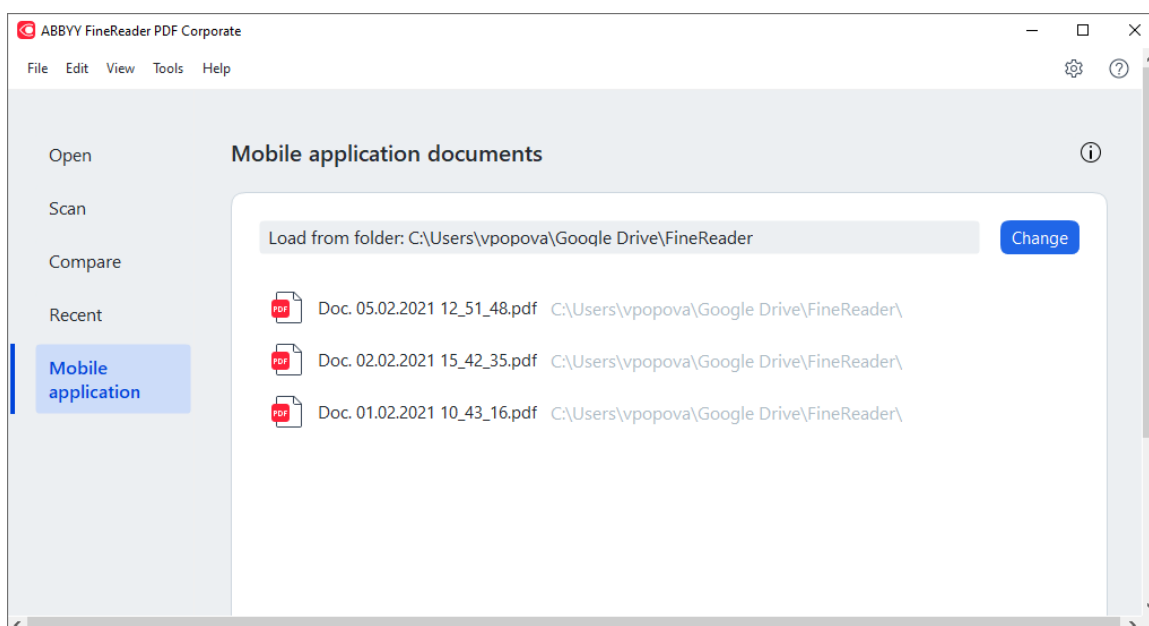 ABBYY FineReader PDF Corporate
File Edit View Tools Help
Open
Scan
Compare
Recent
Mobile
application
Mobile application documents
Load from folder: C:\Users\vpopova\Google Drive\FineReader
Change
PDF Doc. 05.02.2021 12_51_48.pdf C:\Users\vpopova\Google Drive\FineReader\
PDF Doc. 02.02.2021 15_42_35.pdf C:\Users\vpopova\Google Drive\FineReader\
PDF Doc. 01.02.2021 10_43_16.pdf C:\Users\vpopova\Google Drive\FineReader\